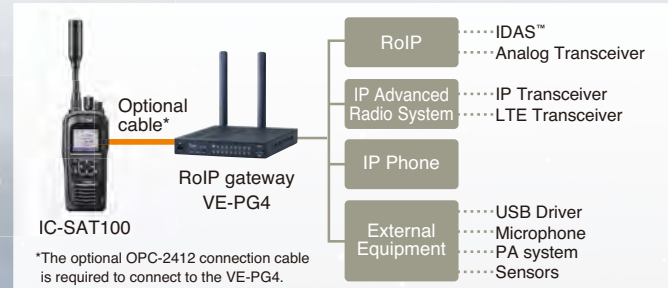 Optional
cable*
IC-SAT100
RoIP gateway
VE-PG4
*The optional OPC-2412 connection cable
is required to connect to the VE-PG4.
RoIP
IDAS™
Analog Transceiver
IP Advanced
Radio System
IP Transceiver
LTE Transceiver
IP Phone
External
Equipment
USB Driver
Microphone
PA system
Sensors